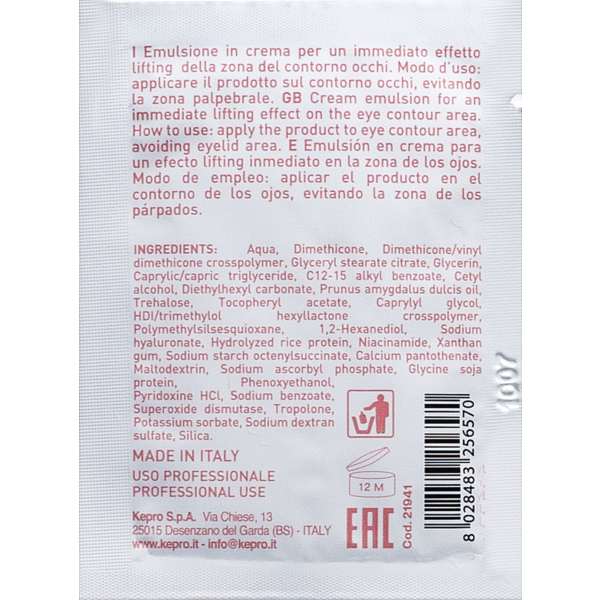 I Emulsione in crema per un immediato effetto
lifting della zona del contorno occhi. Modo d'uso:
applicare il prodotto sul contorno occhi, evitando
la zona palpebrale. GB Cream emulsion for an
immediate lifting effect on the eye contour area.
How to use: apply the product to eye contour area,
avoiding eyelid area. E Emulsión en crema para
un efecto lifting inmediato en la zona de los ojos.
Modo de empleo: aplicar el producto en el
contorno de los ojos, evitando la zona de los
párpados.
INGREDIENTS: Aqua, Dimethicone, Dimethicone/vinyl
dimethicone crosspolymer, Glyceryl stearate citrate, Glycerin,
Caprylic/capric triglyceride, C12-15 alkyl benzoate, Cetyl
alcohol, Diethylhexyl carbonate, Prunus amygdalus dulcis oil,
Trehalose, Tocopheryl acetate, Caprylyl glycol,
HDI/trimethylol hexyllactone crosspolymer,
Polymethylsilsesquioxane, 1,2-Hexanediol, Sodium
hyaluronate, Hydrolyzed rice protein, Niacinamide, Xanthan
gum, Sodium starch octenylsuccinate, Calcium pantothenate,
Maltodextrin, Sodium ascorbyl phosphate, Glycine soja
protein, Phenoxyethanol,
Pyridoxine HCl, Sodium benzoate,
Superoxide dismutase, Tropolone,
Potassium sorbate, Sodium dextran
sulfate, Silica.
MADE IN ITALY
USO PROFESSIONALE
PROFESSIONAL USE
Kepro S.p.A. Via Chiese, 13
25015 Desenzano del Garda (BS) - ITALY
www.kepro.it - info@kepro.it
12 M
EAC
Cod. 21941
8 028483 256570
1007